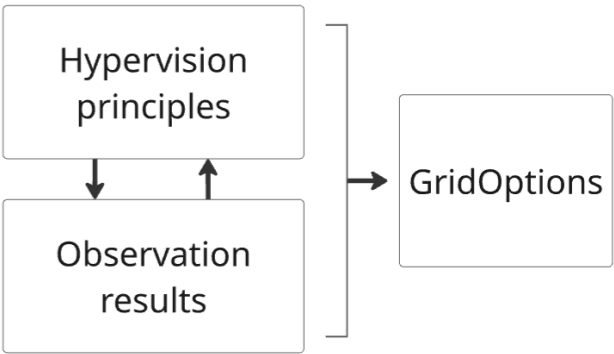 Hypervision
principles
Observation
results
GridOptions